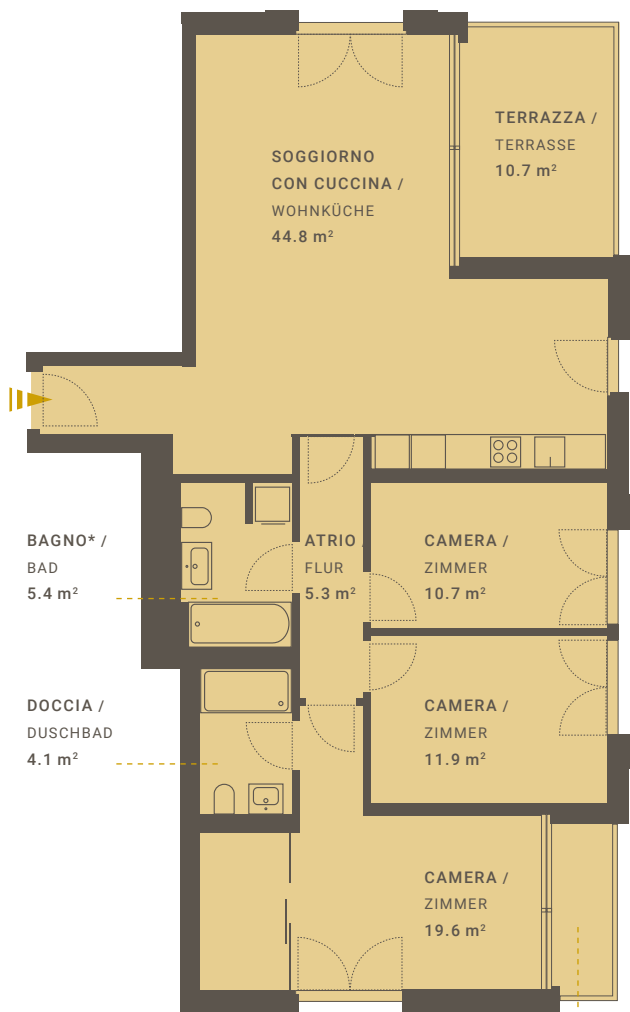 TERRAZZA /
TERRASSE
10.7 m²
SOGGIORNO
CON CUCCINA /
WOHNKÜCHE
44.8 m²
BAGNO* /
BAD
5.4 m²
ATRIO /
FLUR
5.3 m²
CAMERA /
ZIMMER
10.7 m²
DOCCIA /
DUSCHBAD
4.1 m²
CAMERA /
ZIMMER
11.9 m²
CAMERA /
ZIMMER
19.6 m²